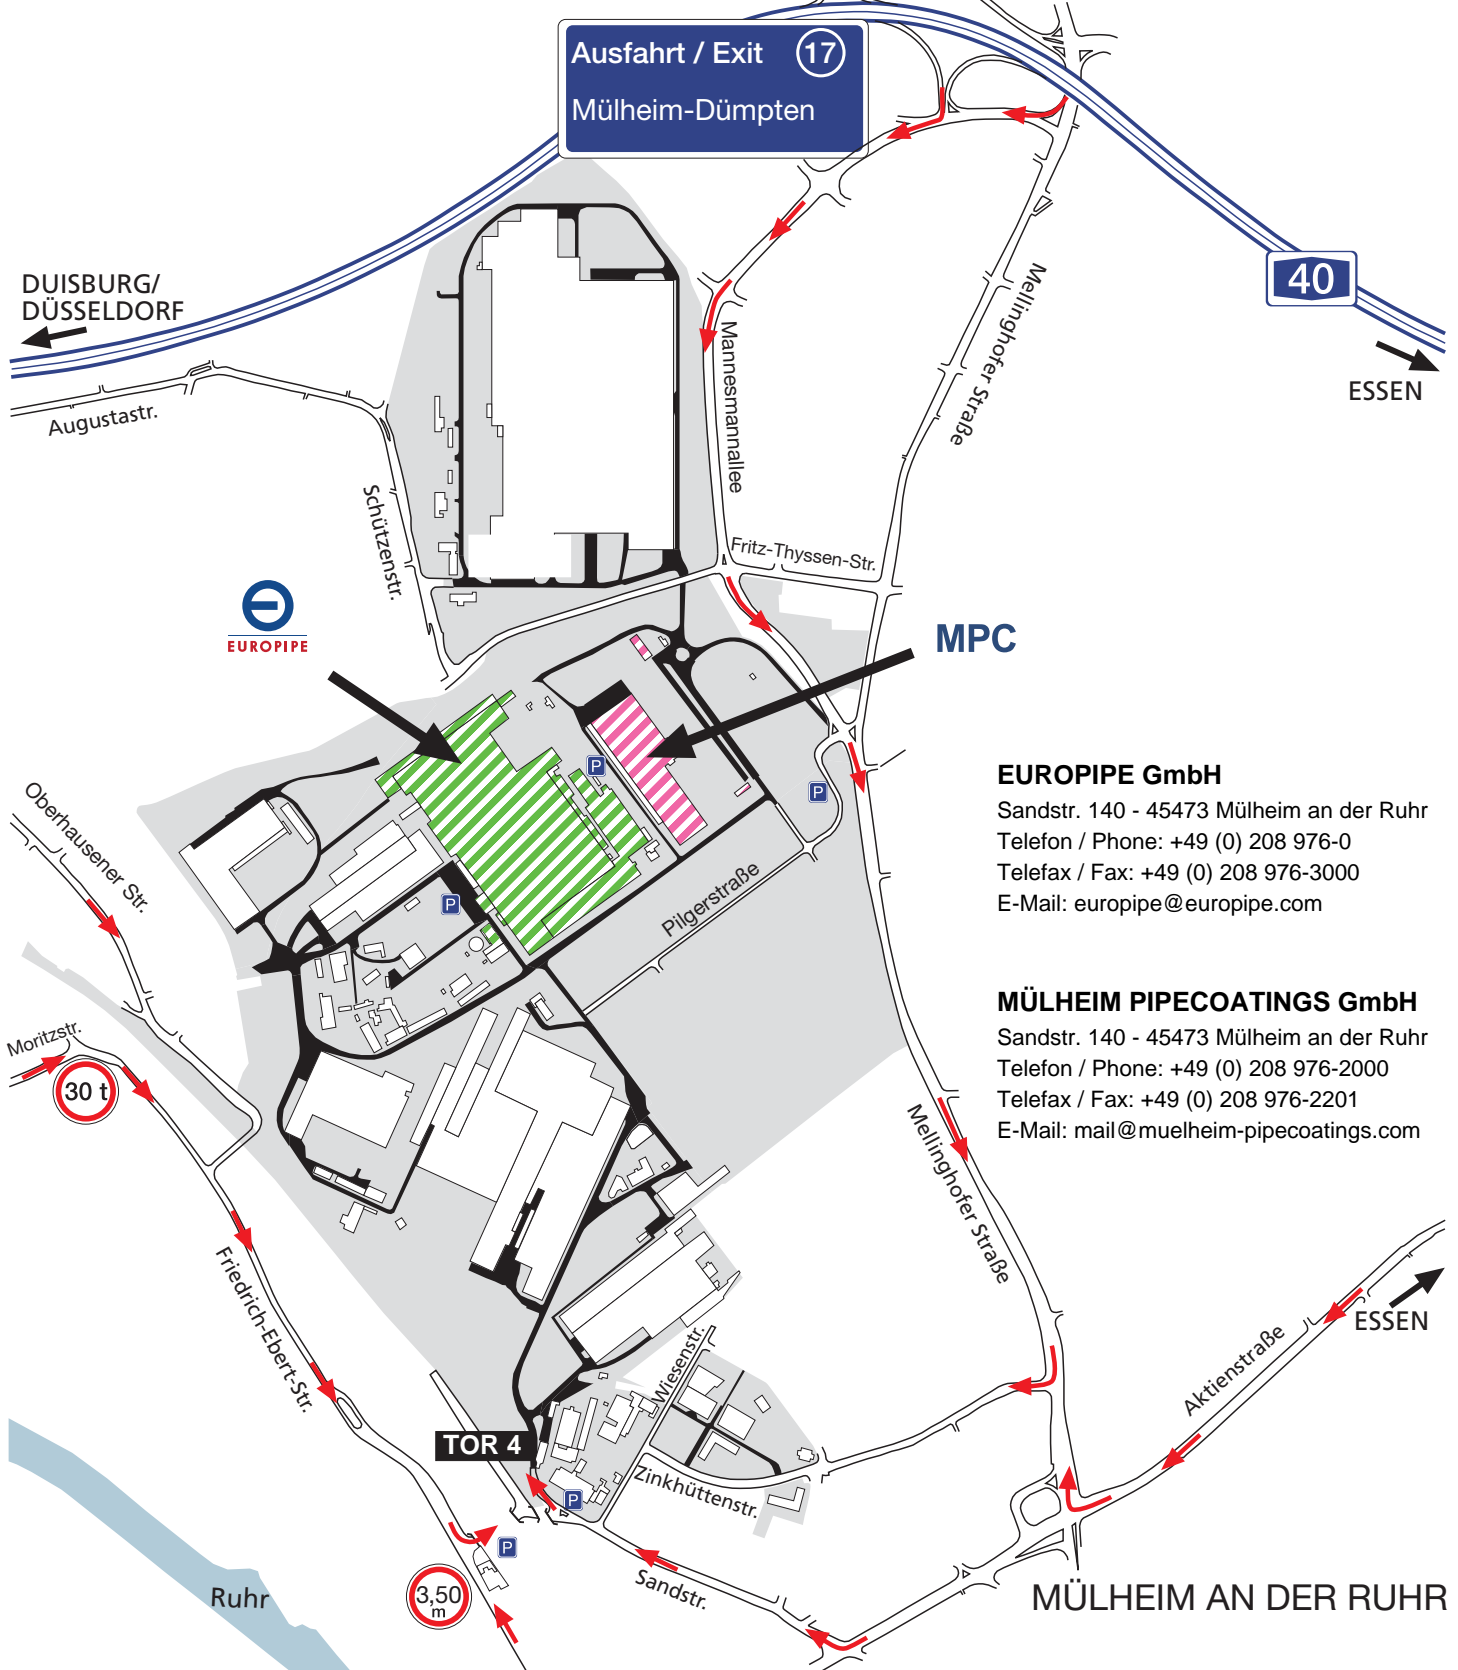 Ausfahrt / Exit 17
Mülheim-Dümpten
DUISBURG/
DÜSSELDORF
40
ESSEN
Augustastr.
Mannesmannallee
Mellinghofer Straße
Schützenstr.
Fritz-Thyssen-Str.
EUROPIPE
MPC
P
P
P
Oberhausener Str.
Pilgerstraße
EUROPIPE GmbH
Sandstr. 140 - 45473 Mülheim an der Ruhr
Telefon / Phone: +49 (0) 208 976-0
Telefax / Fax: +49 (0) 208 976-3000
E-Mail: europipe@europipe.com
MÜLHEIM PIPECOATINGS GmbH
Sandstr. 140 - 45473 Mülheim an der Ruhr
Telefon / Phone: +49 (0) 208 976-2000
Telefax / Fax: +49 (0) 208 976-2201
E-Mail: mail@muelheim-pipecoatings.com
Moritzstr.
30 t
Mellinghofer Straße
Friedrich-Ebert-Str.
ESSEN
Aktienstraße
Wiesenstr.
TOR 4
Zinkhüttenstr.
P
P
Sandstr.
3,50
m
Ruhr
MÜLHEIM AN DER RUHR